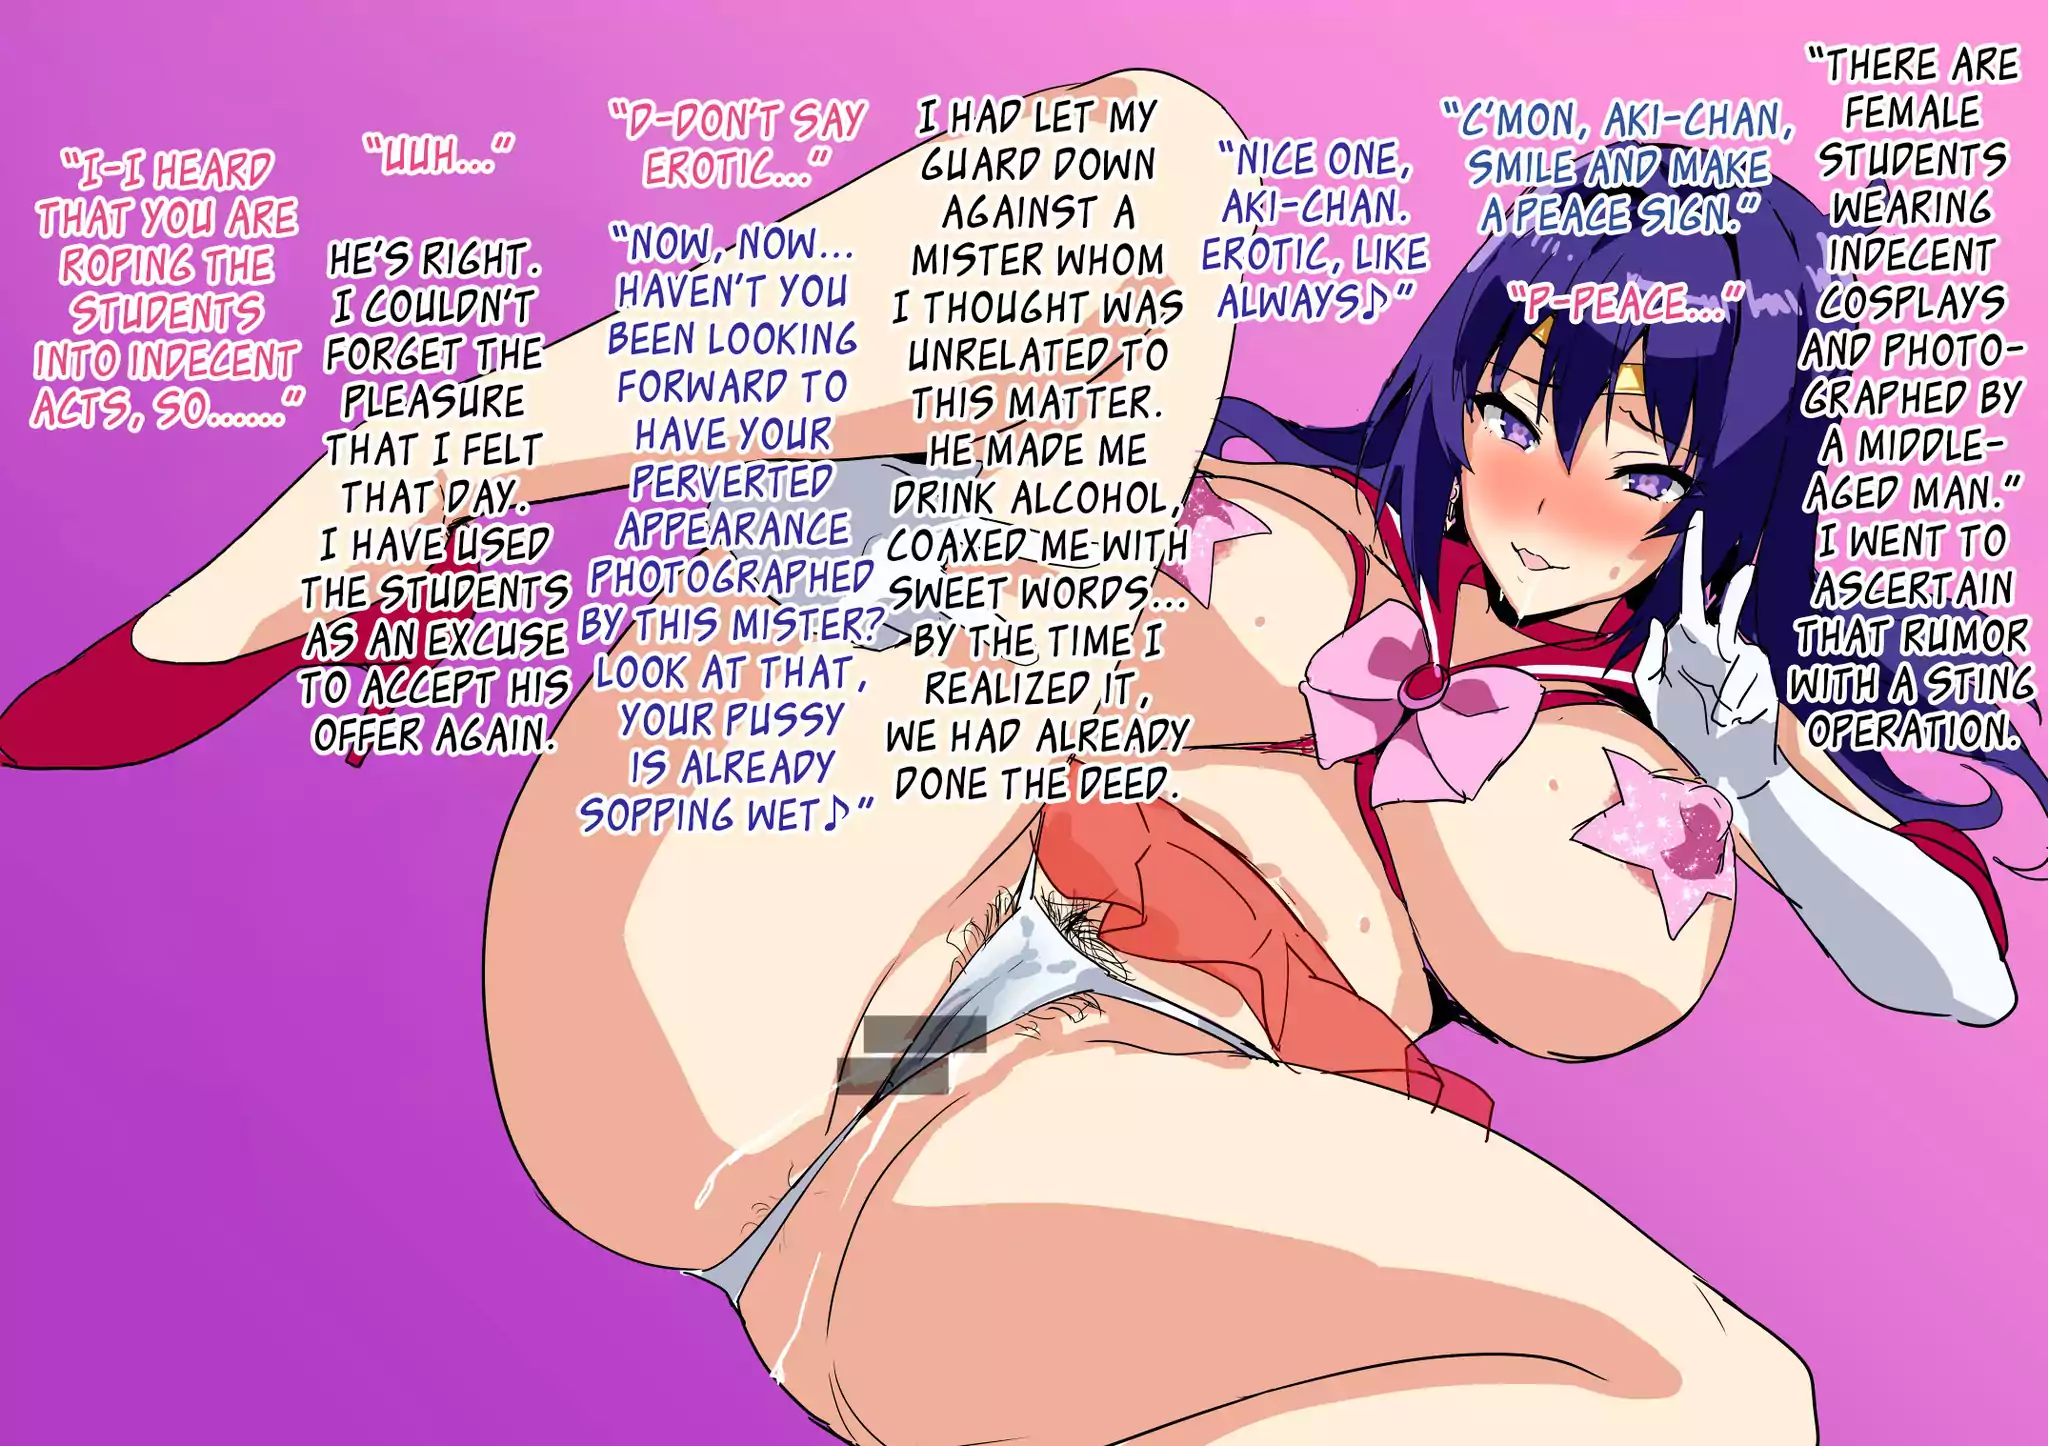 "THERE ARE
FEMALE
STUDENTS
WEARING
INDECENT
COSPLAYS
AND PHOTO-
GRAPHED BY
A MIDDLE-
AGED MAN."
I WENT TO
ASCERTAIN
THAT RUMOR
WITH A STING
OPERATION.
"C'MON, AKI-CHAN,
SMILE AND MAKE
A PEACE SIGN."
"P-PEACE..."
"NICE ONE,
AKI-CHAN.
EROTIC, LIKE
ALWAYS♪"
I HAD LET MY
GUARD DOWN
AGAINST A
MISTER WHOM
I THOUGHT WAS
UNRELATED TO
THIS MATTER.
HE MADE ME
DRINK ALCOHOL,
COAXED ME WITH
SWEET WORDS...
BY THE TIME I
REALIZED IT,
WE HAD ALREADY
DONE THE DEED.
"D-DON'T SAY
EROTIC..."
"NOW, NOW...
HAVEN'T YOU
BEEN LOOKING
FORWARD TO
HAVE YOUR
PERVERTED
APPEARANCE
PHOTOGRAPHED
BY THIS MISTER?
LOOK AT THAT,
YOUR PUSSY
IS ALREADY
SOPPING WET♪"
"UUH..."
HE'S RIGHT.
I COULDN'T
FORGET THE
PLEASURE
THAT I FELT
THAT DAY.
I HAVE USED
THE STUDENTS
AS AN EXCUSE
TO ACCEPT HIS
OFFER AGAIN.
"I-I HEARD
THAT YOU ARE
ROPING THE
STUDENTS
INTO INDECENT
ACTS, SO......"